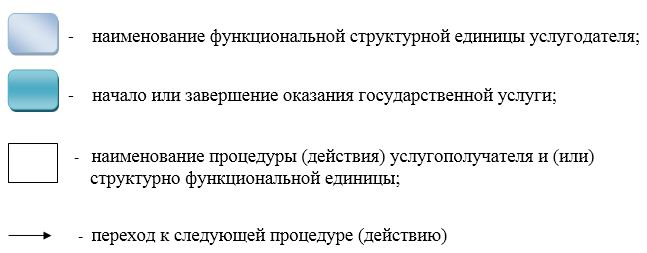 - наименование функциональной структурной единицы услугодателя;
- начало или завершение оказания государственной услуги;
- наименование процедуры (действия) услугополучателя и (или)
структурно функциональной единицы;
- переход к следующей процедуре (действию)